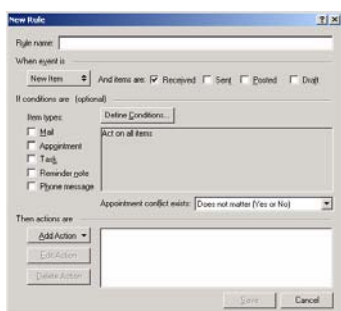 New Rule
Rule name:
When event is
New Item And items are: Received Sent Posted Draft
If conditions are (optional)
Item types: Define Conditions...
Mail Act on all items
Appointment
Task
Reminder note
Phone message
Appointment conflict exists: Does not matter (Yes or No)
Then actions are
Add Action
Edit Action
Delete Action
Save Cancel